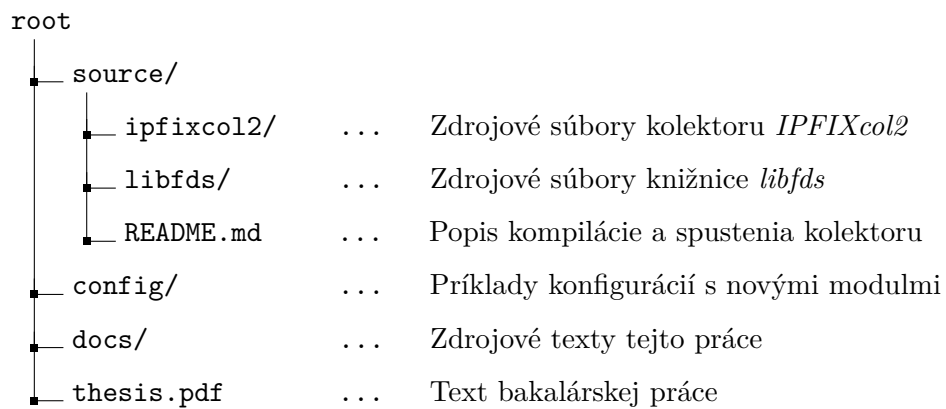 root
source/
ipfixcol2/ ... Zdrojové súbory kolektoru IPFIXcol2
libfds/ ... Zdrojové súbory knižnice libfds
README.md ... Popis kompilácie a spustenia kolektoru
config/ ... Príklady konfigurácií s novými modulmi
docs/ ... Zdrojové texty tejto práce
thesis.pdf ... Text bakalárskej práce